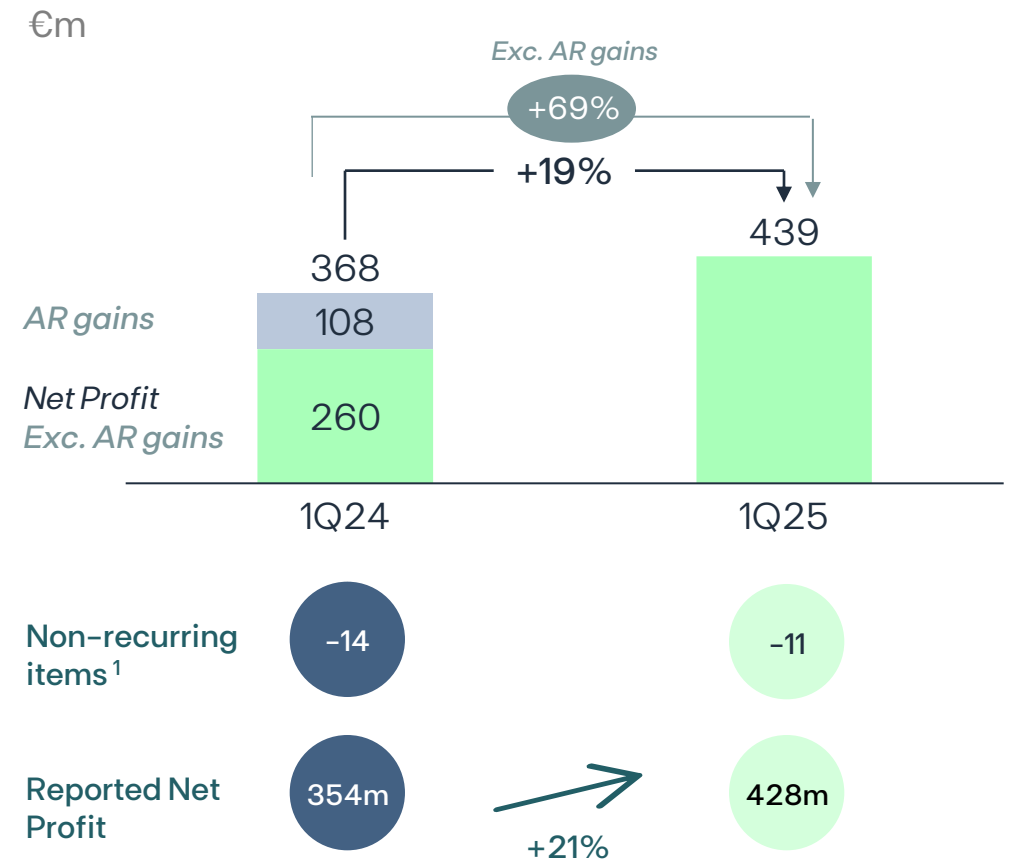 €m
Exc. AR gains
+69%
+19%
439
368
AR gains
108
Net Profit
260
Exc. AR gains
1Q24
1Q25
Non-recurring
items 1
-14
-11
Reported Net
Profit
354m
428m
+21%